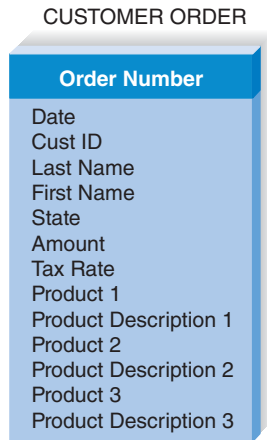 CUSTOMER ORDER
Order Number
Date
Cust ID
Last Name
First Name
State
Amount
Tax Rate
Product 1
Product Description 1
Product 2
Product Description 2
Product 3
Product Description 3